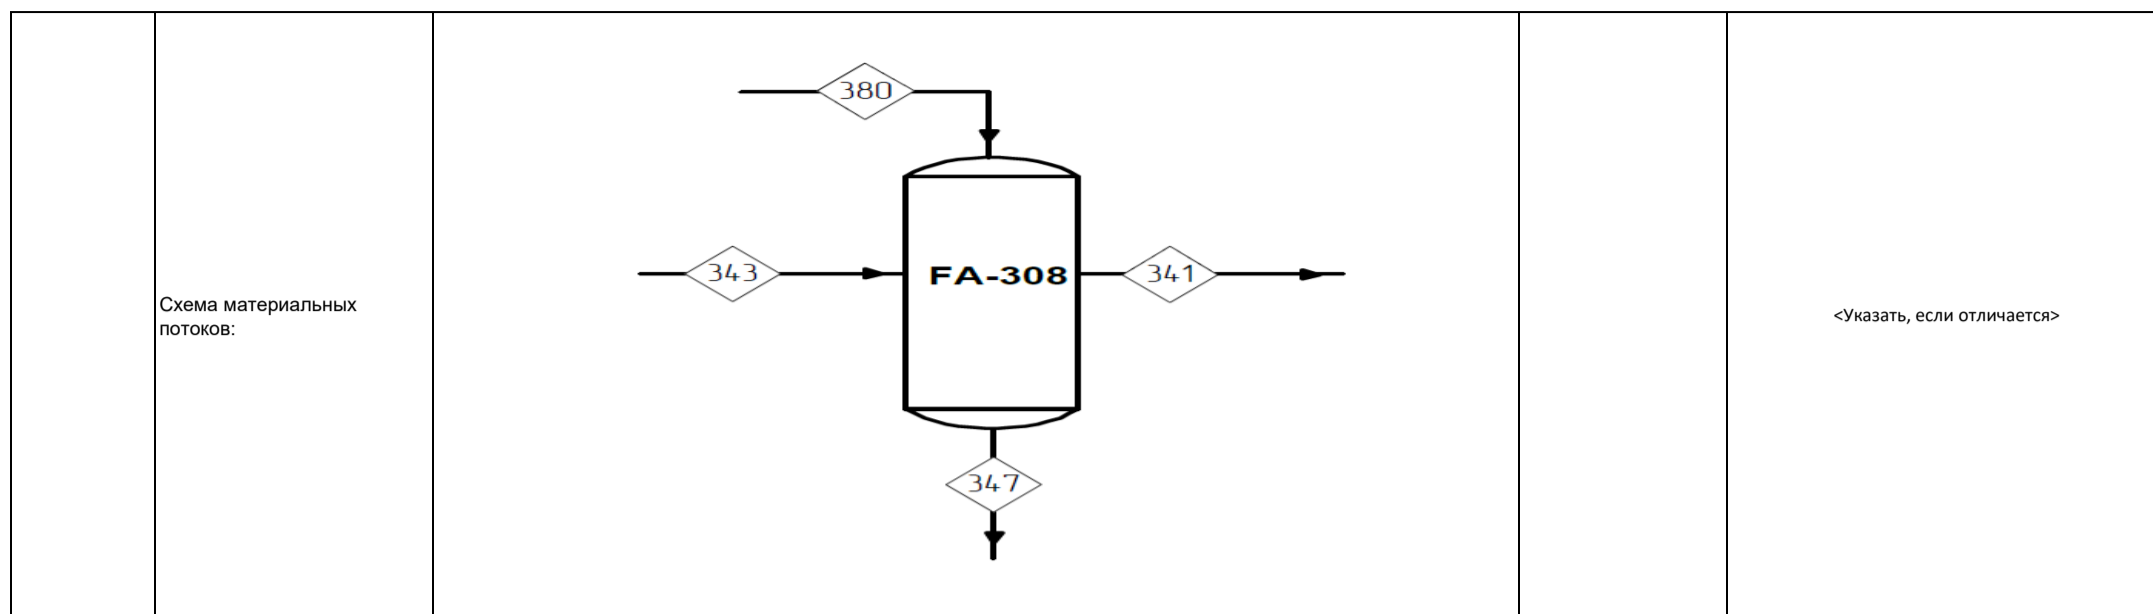 Схема материальных
потоков:
380
343
FA-308
341
347
<Указать, если отличается>